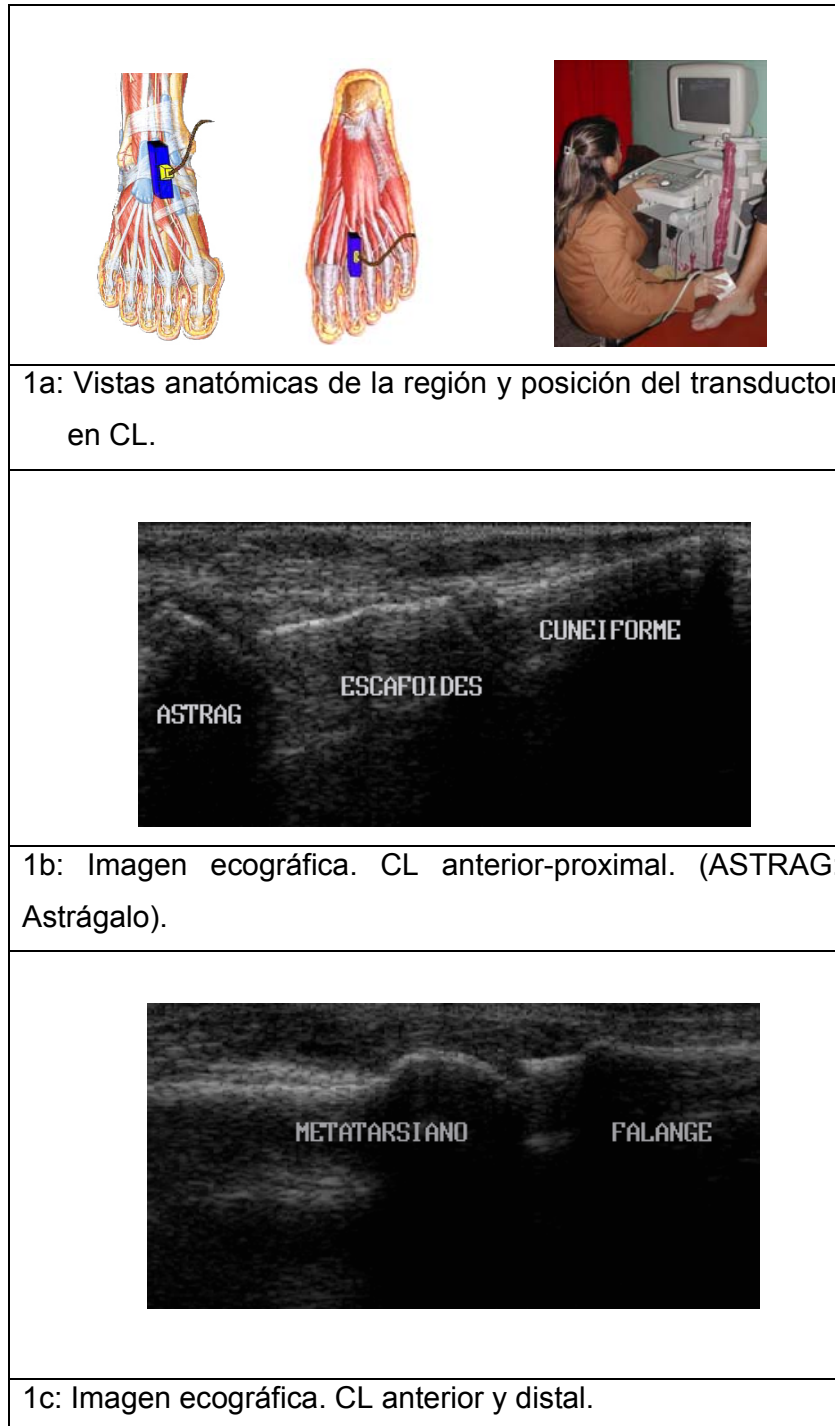 1a: Vistas anatómicas de la región y posición del transductor
en CL.
CUNEIFORME
ESCAFOIDES
ASTRAG
1b: Imagen ecográfica. CL anterior-proximal. (ASTRAG:
Astrágalo).
METATARSIANO FALANGE
1c: Imagen ecográfica. CL anterior y distal.